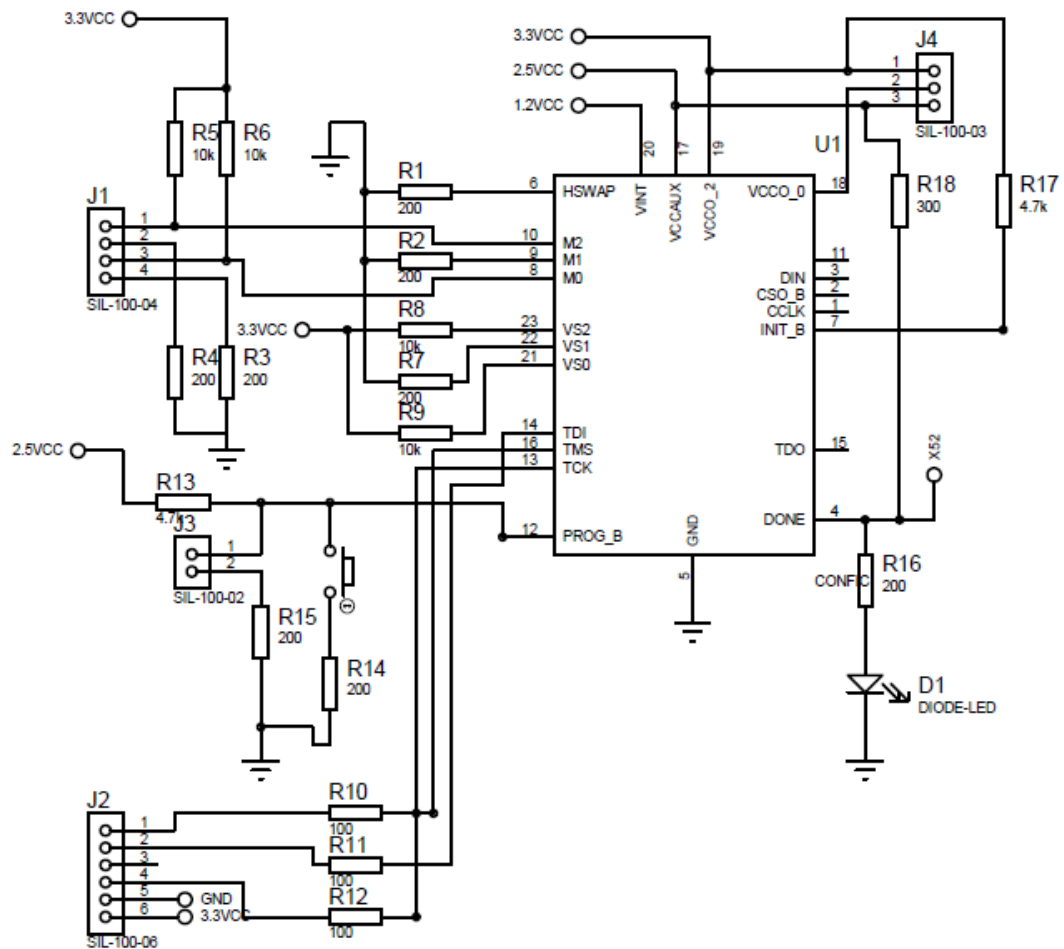 3.3VCC
R5
10k
R6
10k
J1
1
2
3
4
SIL-100-04
R4
200
R3
200
3.3VCC
2.5VCC
1.2VCC
20
17
19
U1
J4
1
2
3
SIL-100-03
R1
200
R2
200
R8
10k
R7
200
R9
10k
3.3VCC
6
HSWAP
10
M2
9
M1
8
M0
23
VS2
22
VS1
21
VS0
14
TDI
16
TMS
13
TCK
12
PROG_B
VINT
VCCAUX
VCCO_2
VCCO_0
18
11
DIN
3
CSO_B
2
CCLK
1
INIT_B
7
TDO
15
DONE
4
GND
5
R18
300
R17
4.7k
X52
R16
200
CONFIG
D1
DIODE-LED
2.5VCC
R13
4.7k
J3
1
2
SIL-100-02
R15
200
R14
200
J2
1
2
3
4
5
6
GND
3.3VCC
SIL-100-06
R10
100
R11
100
R12
100